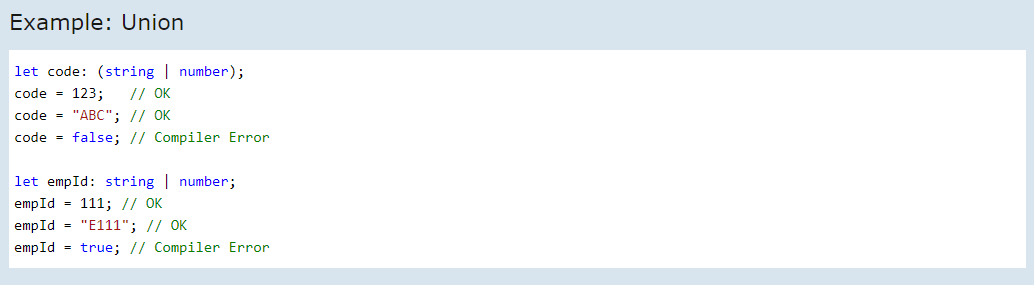 Example: Union
let code: (string | number);
code = 123;   // OK
code = "ABC"; // OK
code = false; // Compiler Error
let empId: string | number;
empId = 111; // OK
empId = "E111"; // OK
empId = true; // Compiler Error